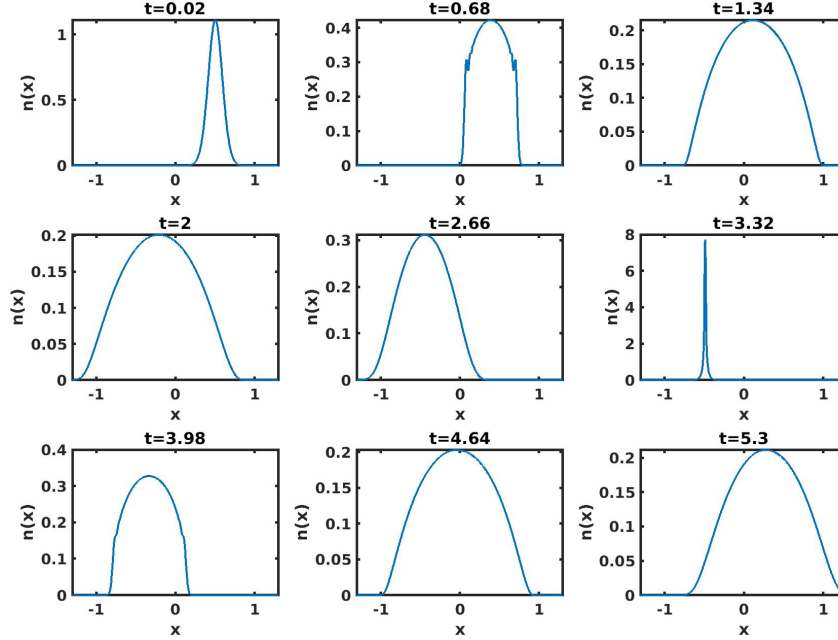 t=0.02
1
0.5
0
n(x)
-1 0 1
x
t=0.68
0.4
0.3
0.2
0.1
0
n(x)
-1 0 1
x
t=1.34
0.2
0.15
0.1
0.05
0
n(x)
-1 0 1
x
t=2
0.2
0.15
0.1
0.05
0
n(x)
-1 0 1
x
t=2.66
0.3
0.2
0.1
0
n(x)
-1 0 1
x
t=3.32
8
6
4
2
0
n(x)
-1 0 1
x
t=3.98
0.4
0.3
0.2
0.1
0
n(x)
-1 0 1
x
t=4.64
0.2
0.15
0.1
0.05
0
n(x)
-1 0 1
x
t=5.3
0.2
0.15
0.1
0.05
0
n(x)
-1 0 1
x